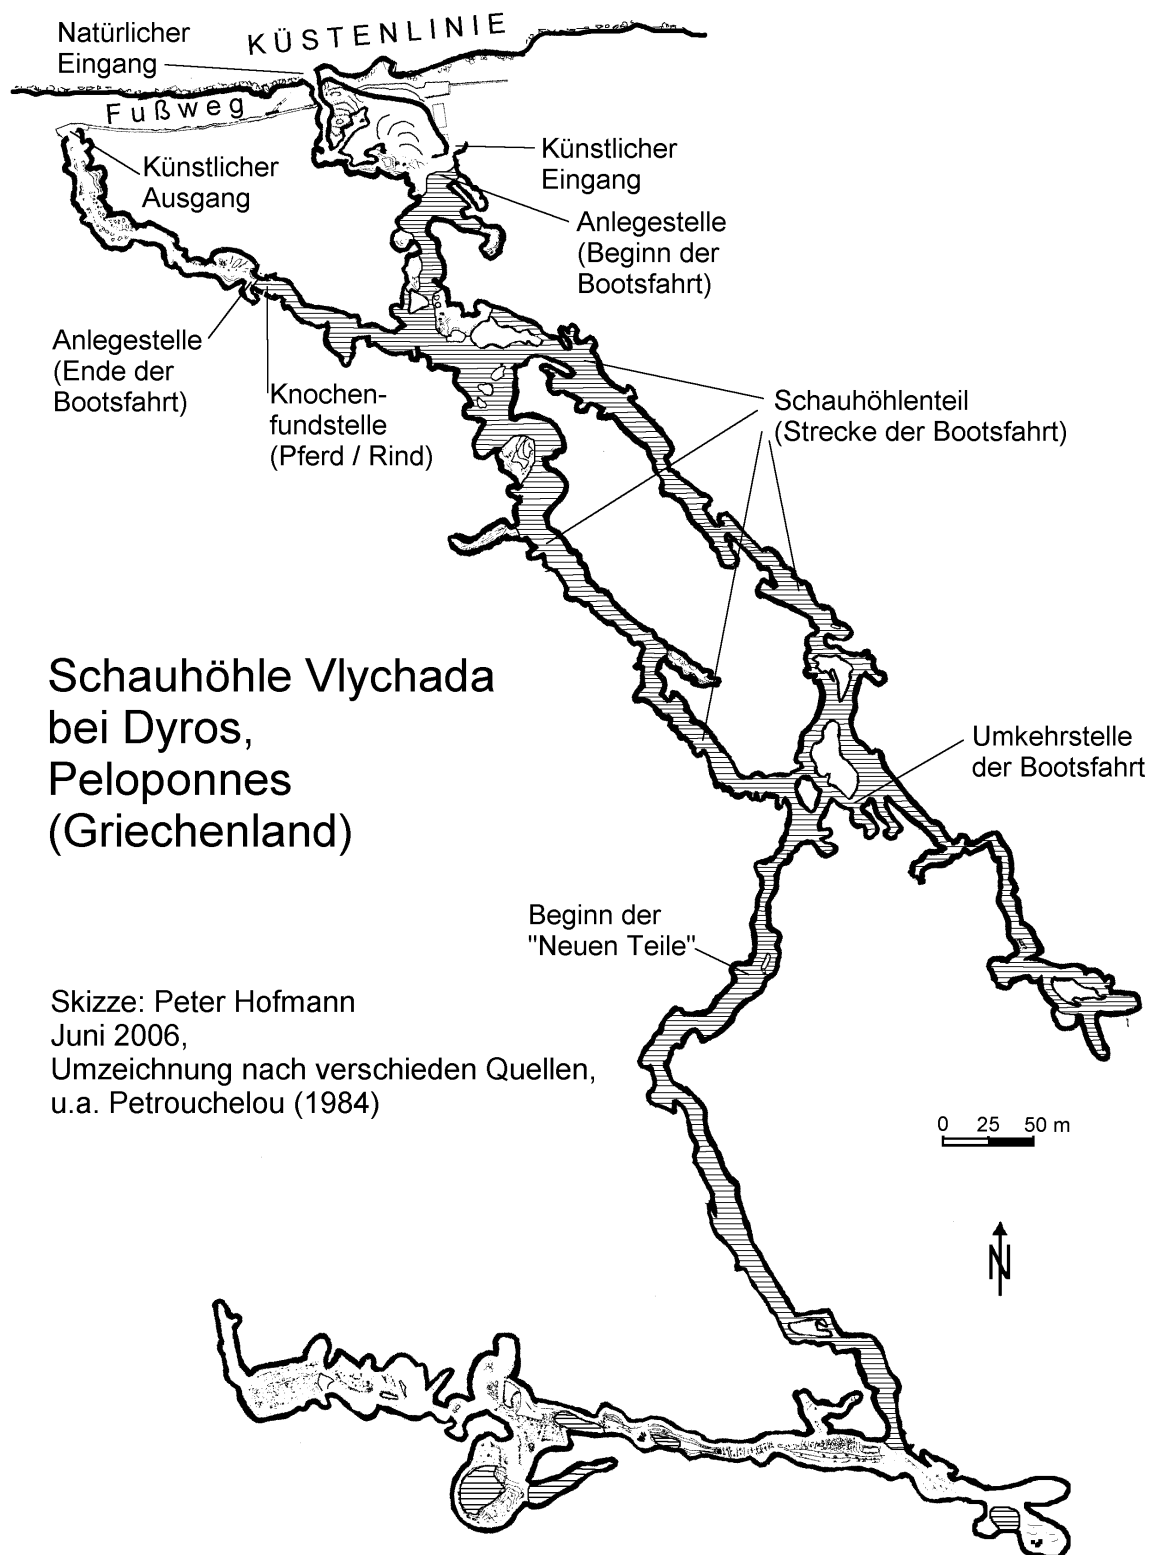 Natürlicher
Eingang
KÜSTENLINIE
Fußweg
Künstlicher
Ausgang
Künstlicher
Eingang
Anlegestelle
(Beginn der
Bootsfahrt)
Anlegestelle
(Ende der
Bootsfahrt)
Knochen-
fundstelle
(Pferd / Rind)
Schauhöhlenteil
(Strecke der Bootsfahrt)
Schauhöhle Vlychada
bei Dyros,
Peloponnes
(Griechenland)
Umkehrstelle
der Bootsfahrt
Beginn der
"Neuen Teile"
Skizze: Peter Hofmann
Juni 2006,
Umzeichnung nach verschieden Quellen,
u.a. Petrouchelou (1984)
0 25 50 m
N